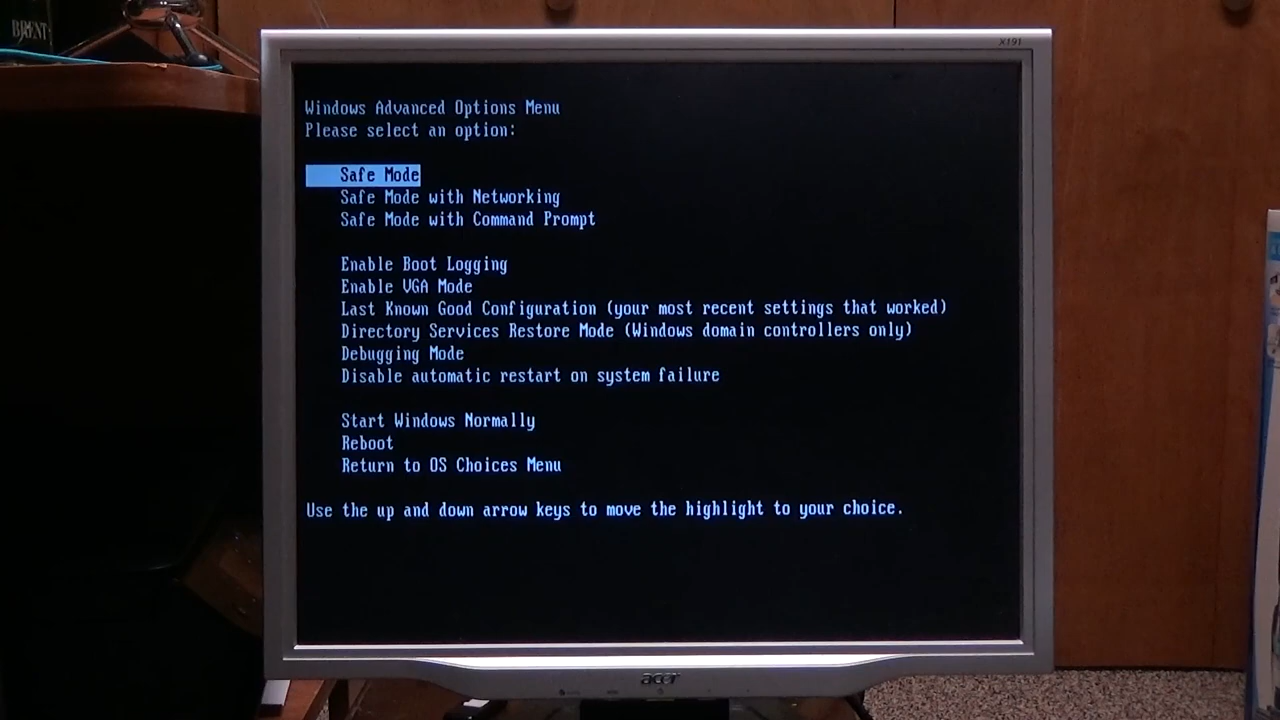 BRENT
X191
Windows Advanced Options Menu
Please select an option:
Safe Mode
Safe Mode with Networking
Safe Mode with Command Prompt
Enable Boot Logging
Enable VGA Mode
Last Known Good Configuration (your most recent settings that worked)
Directory Services Restore Mode (Windows domain controllers only)
Debugging Mode
Disable automatic restart on system failure
Start Windows Normally
Reboot
Return to OS Choices Menu
Use the up and down arrow keys to move the highlight to your choice.
acer